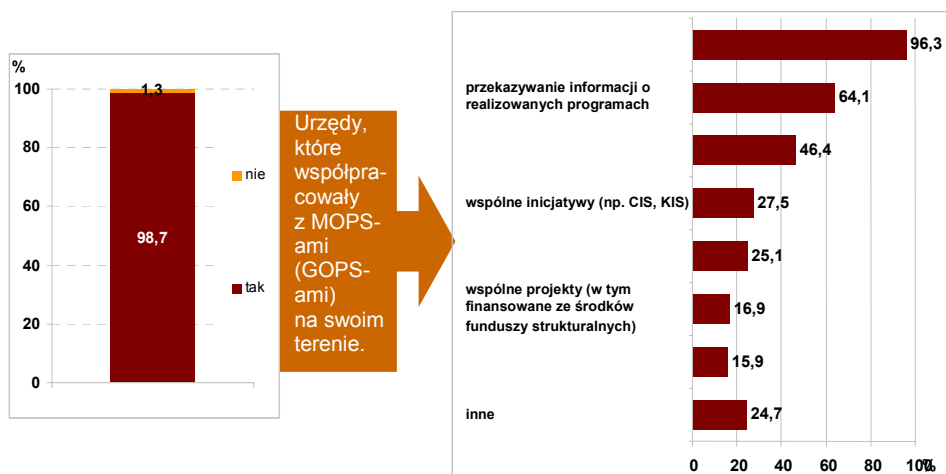 %
100
80
60
40
20
0
1,3
98,7
nie
tak
Urzędy,
które
współpra-
cowały
z MOPS-
ami
(GOPS-
ami)
na swoim
terenie.
96,3
przekazywanie informacji o
realizowanych programach
64,1
46,4
wspólne inicjatywy (np. CIS, KIS)
27,5
25,1
wspólne projekty (w tym
finansowane ze środków
funduszy strukturalnych)
16,9
15,9
inne
24,7
0 20 40 60 80 100 %